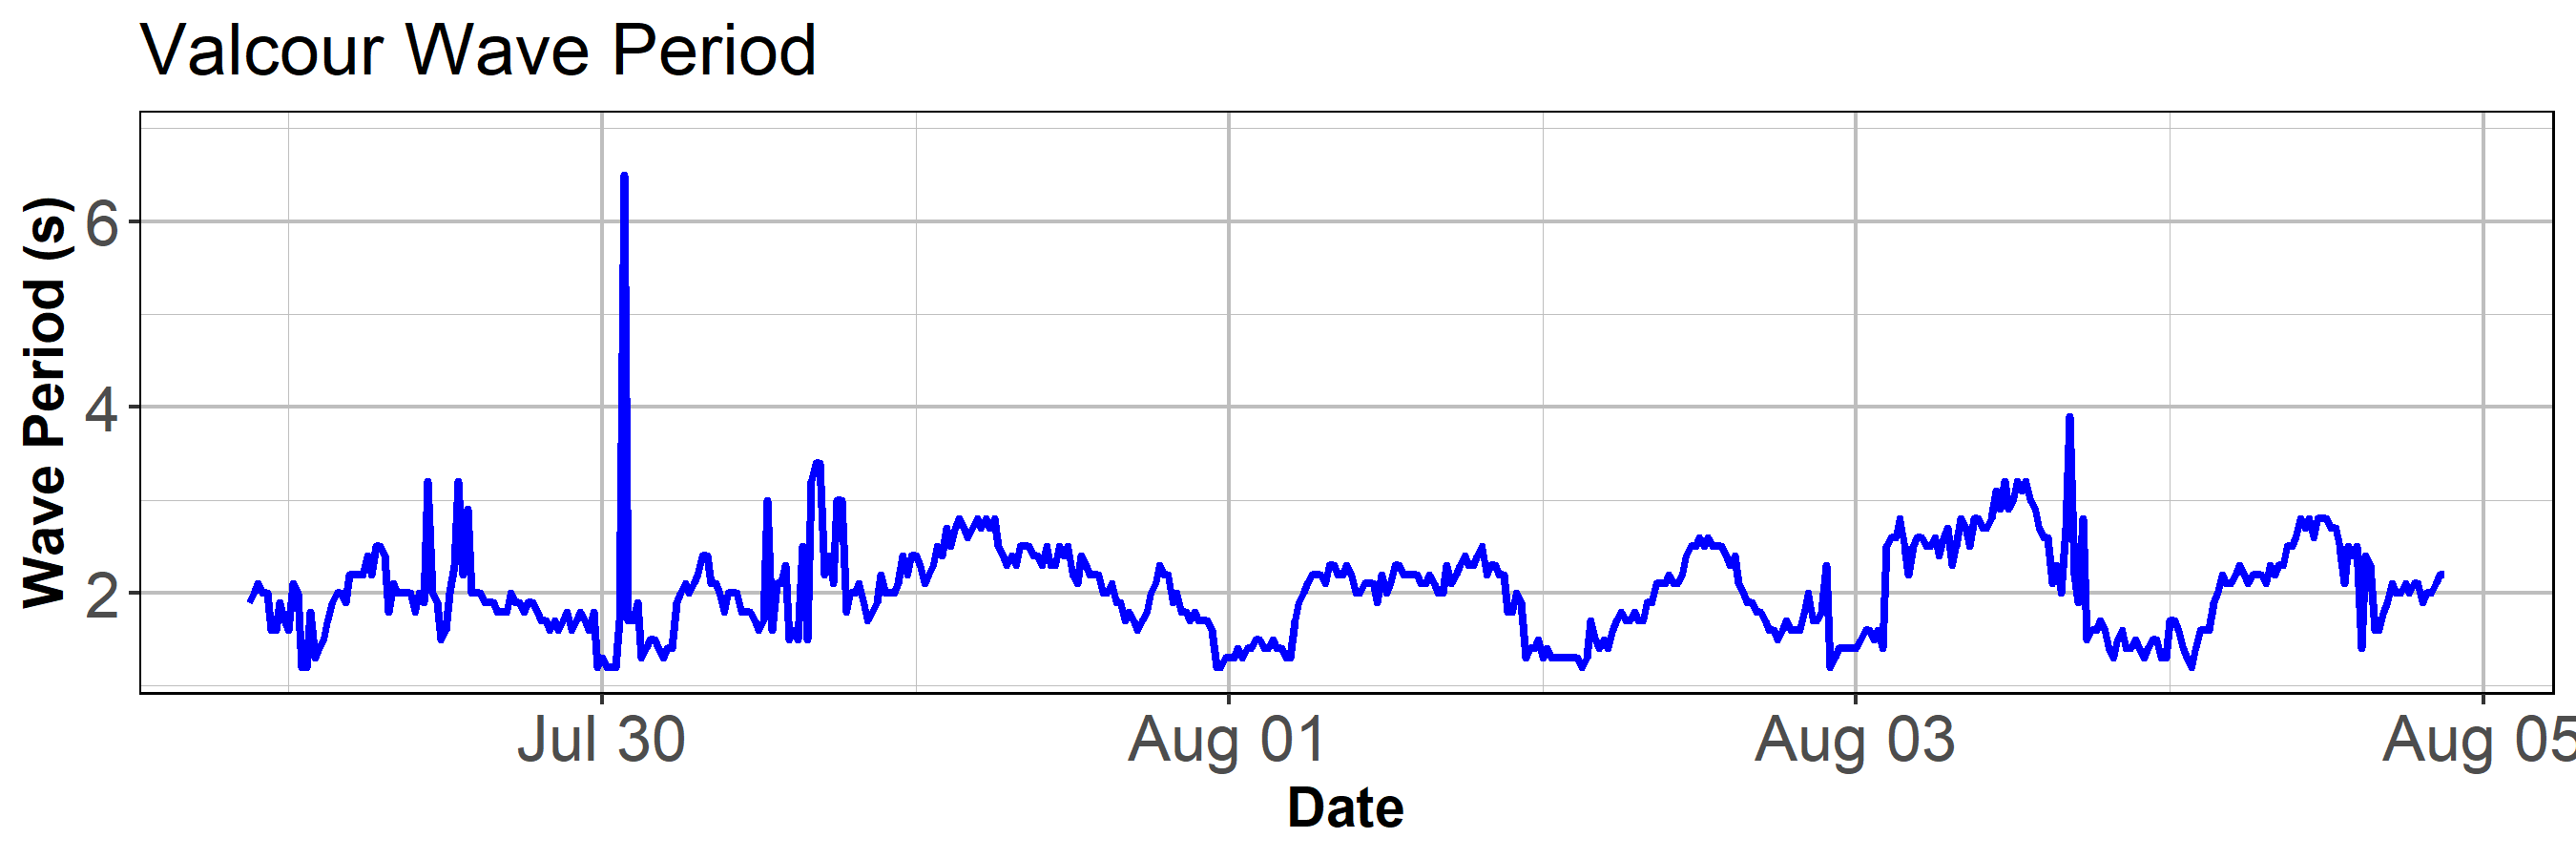 Valcour Wave Period
Wave Period (s)
6
4
2
Jul 30 Aug 01 Aug 03 Aug 05
Date